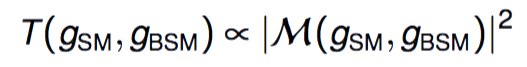 T(g_SM, g_BSM) ∝ |ℳ(g_SM, g_BSM)|²